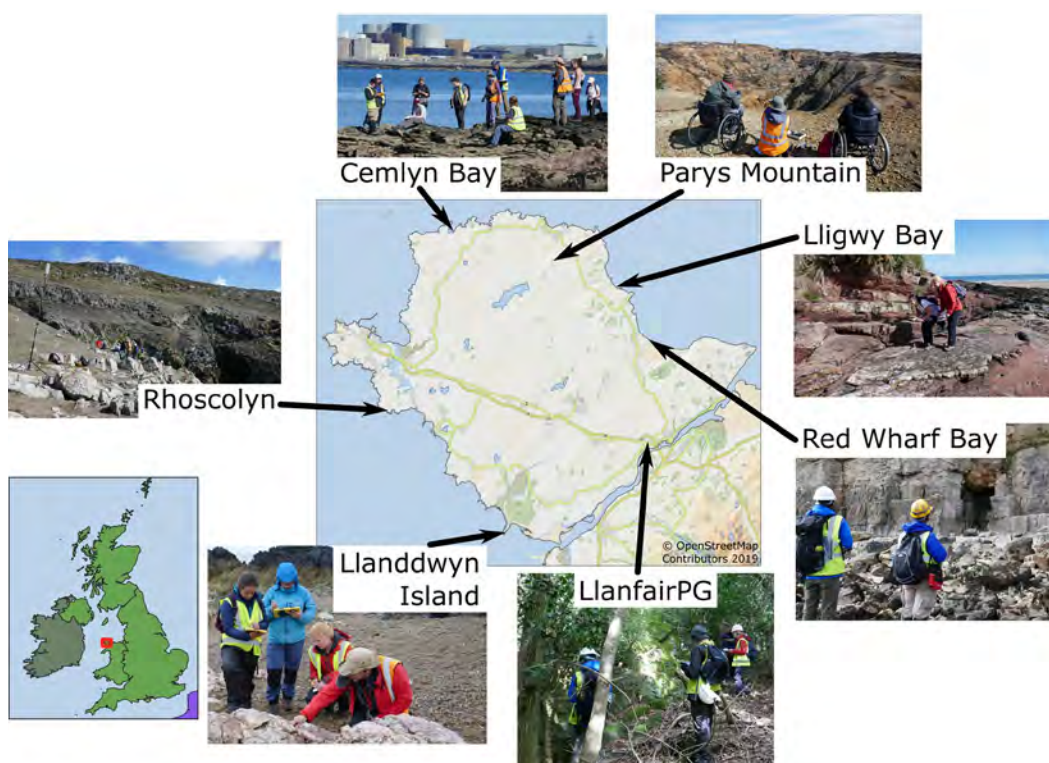 Cemlyn Bay
Parys Mountain
Lligwy Bay
Rhoscolyn
Red Wharf Bay
© OpenStreetMap
Contributors 2019
Llanddwyn
Island
LlanfairPG